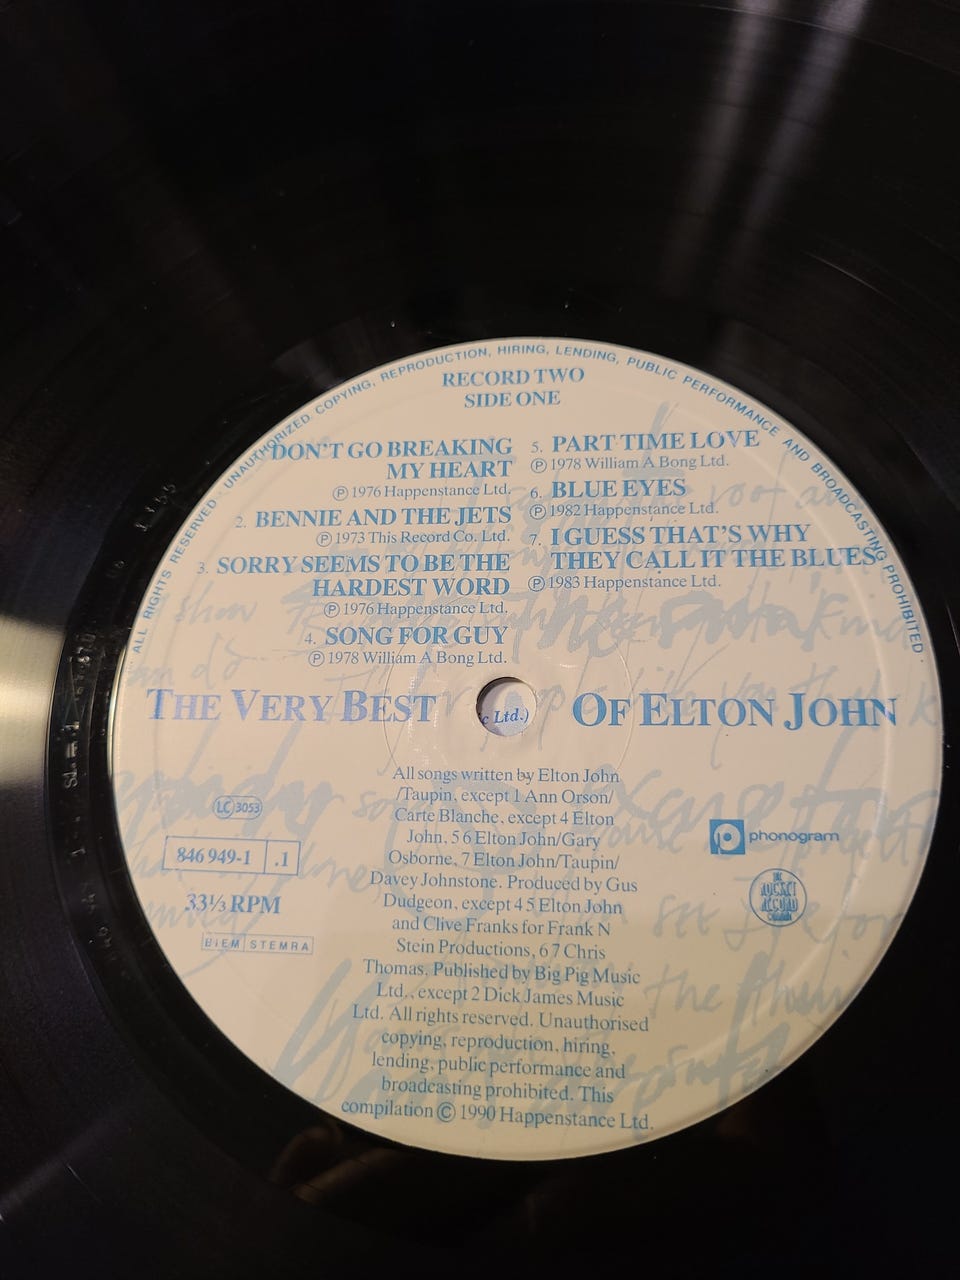 ALL RIGHTS RESERVED · UNAUTHORIZED COPYING, REPRODUCTION, HIRING, LENDING, PUBLIC PERFORMANCE AND BROADCASTING PROHIBITED ·
RECORD TWO
SIDE ONE
DON'T GO BREAKING
MY HEART
Ⓟ 1976 Happenstance Ltd.
2. BENNIE AND THE JETS
Ⓟ 1973 This Record Co. Ltd.
3. SORRY SEEMS TO BE THE
HARDEST WORD
Ⓟ 1976 Happenstance Ltd.
4. SONG FOR GUY
Ⓟ 1978 William A Bong Ltd.
5. PART TIME LOVE
Ⓟ 1978 William A Bong Ltd.
6. BLUE EYES
Ⓟ 1982 Happenstance Ltd.
7. I GUESS THAT'S WHY
THEY CALL IT THE BLUES
Ⓟ 1983 Happenstance Ltd.
THE VERY BEST OF ELTON JOHN
c Ltd.)
All songs written by Elton John
/Taupin, except 1 Ann Orson/
Carte Blanche, except 4 Elton
John, 5 6 Elton John/Gary
Osborne, 7 Elton John/Taupin/
Davey Johnstone. Produced by Gus
Dudgeon, except 4 5 Elton John
and Clive Franks for Frank N
Stein Productions, 6 7 Chris
Thomas, Published by Big Pig Music
Ltd., except 2 Dick James Music
Ltd. All rights reserved. Unauthorised
copying, reproduction, hiring,
lending, public performance and
broadcasting prohibited. This
compilation © 1990 Happenstance Ltd.
LC 3053
846 949-1 .1
33⅓ RPM
BIEM STEMRA
phonogram
THE ROCKET RECORD COMPANY